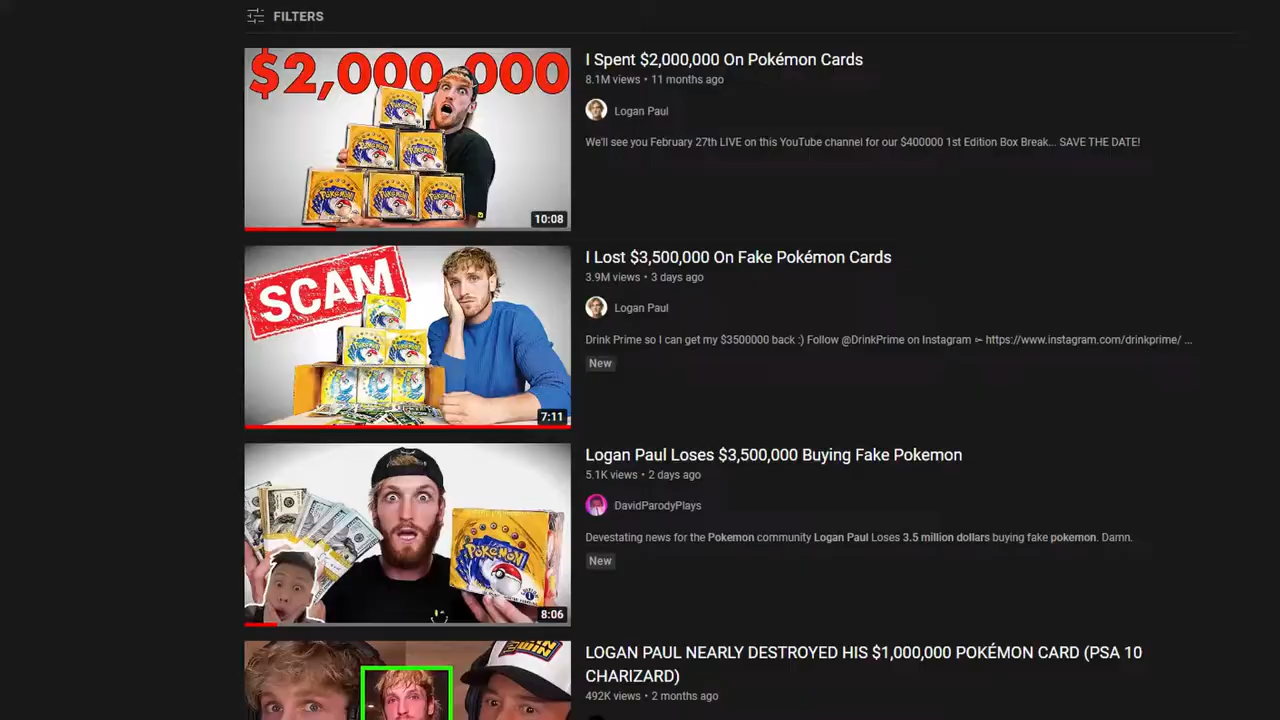 FILTERS
$2,000,000
POKéMON
POKéMON
POKéMON
POKéMON
POKéMON
POKéMON
10:08
I Spent $2,000,000 On Pokémon Cards
8.1M views • 11 months ago
Logan Paul
We'll see you February 27th LIVE on this YouTube channel for our $400000 1st Edition Box Break... SAVE THE DATE!
SCAM
7:11
I Lost $3,500,000 On Fake Pokémon Cards
3.9M views • 3 days ago
Logan Paul
Drink Prime so I can get my $3500000 back :) Follow @DrinkPrime on Instagram ➣ https://www.instagram.com/drinkprime/ ...
New
POKéMON
8:06
Logan Paul Loses $3,500,000 Buying Fake Pokemon
5.1K views • 2 days ago
DavidParodyPlays
Devestating news for the Pokemon community Logan Paul Loses 3.5 million dollars buying fake pokemon. Damn.
New
LOGAN PAUL NEARLY DESTROYED HIS $1,000,000 POKÉMON CARD (PSA 10
CHARIZARD)
492K views • 2 months ago